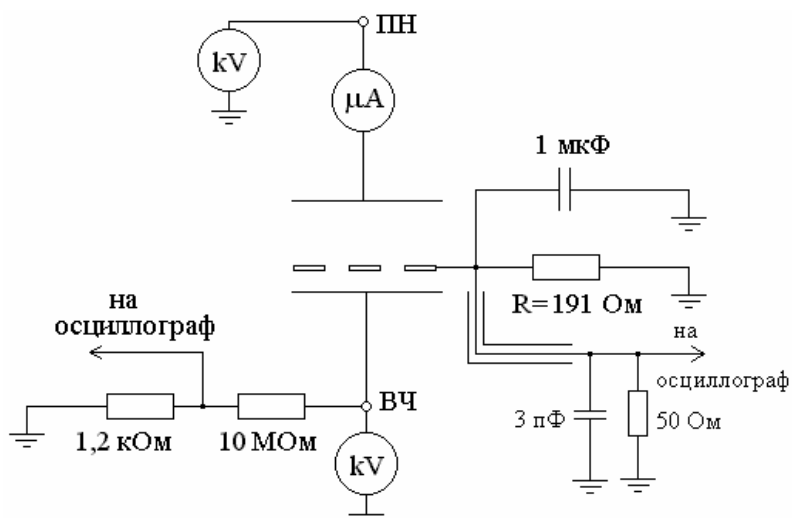 ПН
kV
μA
1 мкФ
R=191 Ом
на
осциллограф
на
осциллограф
ВЧ
1,2 кОм
10 МОм
3 пФ
50 Ом
kV